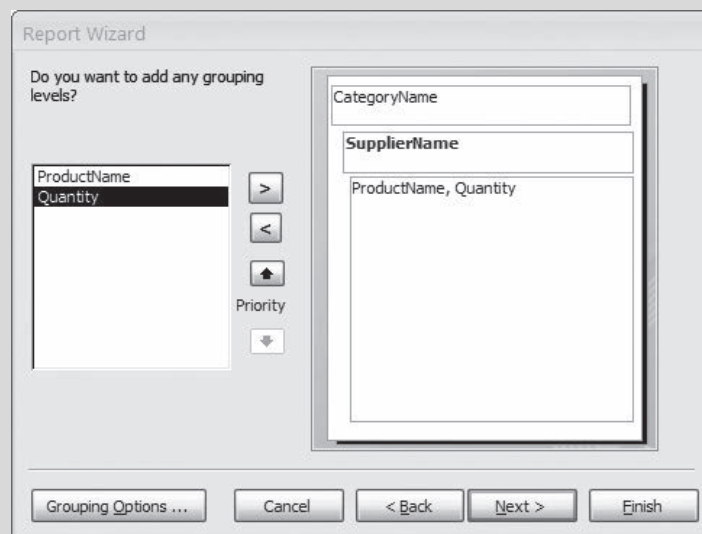 Report Wizard
Do you want to add any grouping
levels?
ProductName
Quantity
>
<
Priority
CategoryName
SupplierName
ProductName, Quantity
Grouping Options ...
Cancel
< Back
Next >
Finish